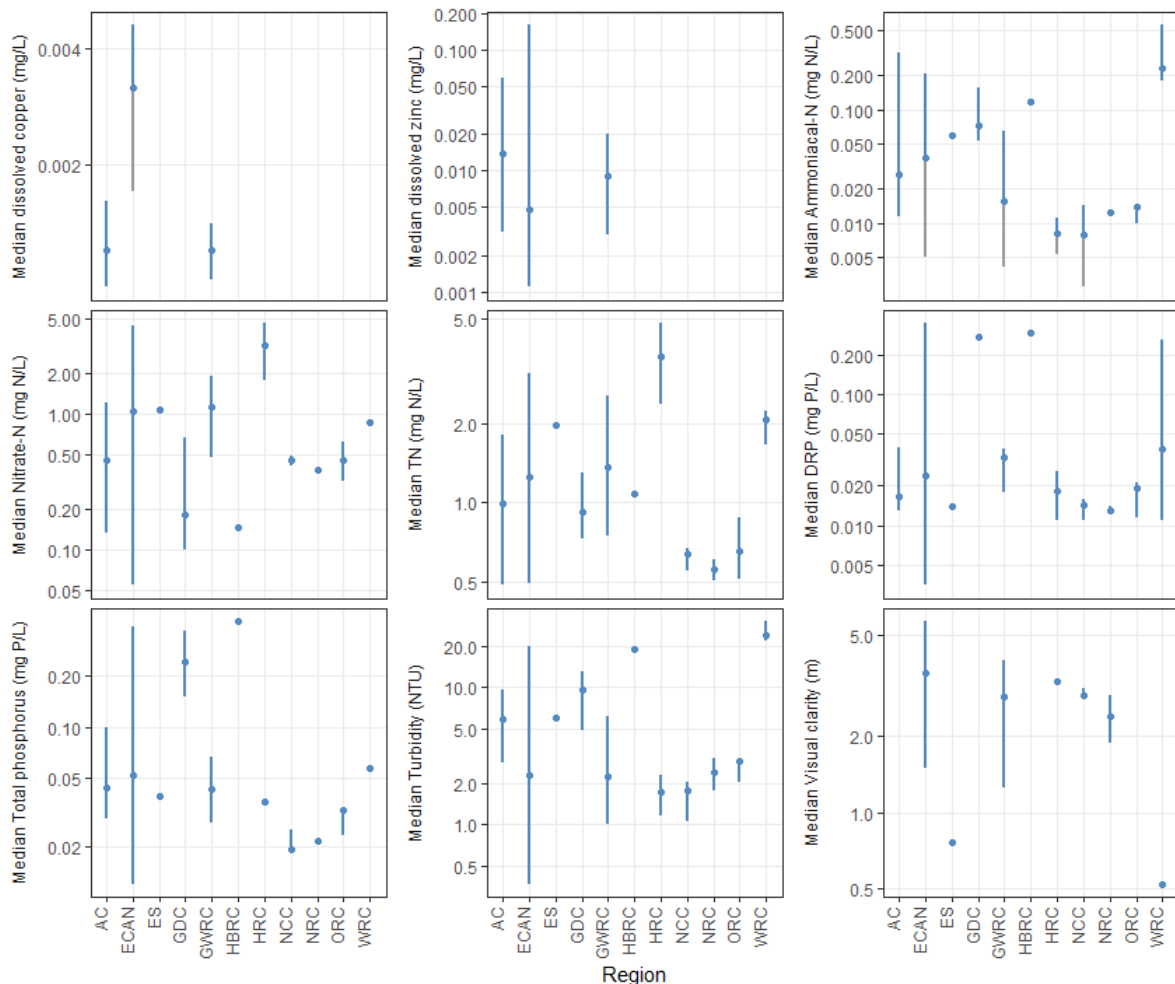 Median dissolved copper (mg/L)
0.004
0.002
Median dissolved zinc (mg/L)
0.200
0.100
0.050
0.020
0.010
0.005
0.002
0.001
Median Ammoniacal-N (mg N/L)
0.500
0.200
0.100
0.050
0.020
0.010
0.005
Median Nitrate-N (mg N/L)
5.00
2.00
1.00
0.50
0.20
0.10
0.05
Median TN (mg N/L)
5.0
2.0
1.0
0.5
Median DRP (mg P/L)
0.200
0.100
0.050
0.020
0.010
0.005
Median Total phosphorus (mg P/L)
0.20
0.10
0.05
0.02
Median Turbidity (NTU)
20.0
10.0
5.0
2.0
1.0
0.5
Median Visual clarity (m)
5.0
2.0
1.0
0.5
AC
ECAN
ES
GDC
GWRC
HBRC
HRC
NCC
NRC
ORC
WRC
AC
ECAN
ES
GDC
GWRC
HBRC
HRC
NCC
NRC
ORC
WRC
AC
ECAN
ES
GDC
GWRC
HBRC
HRC
NCC
NRC
ORC
WRC
Region